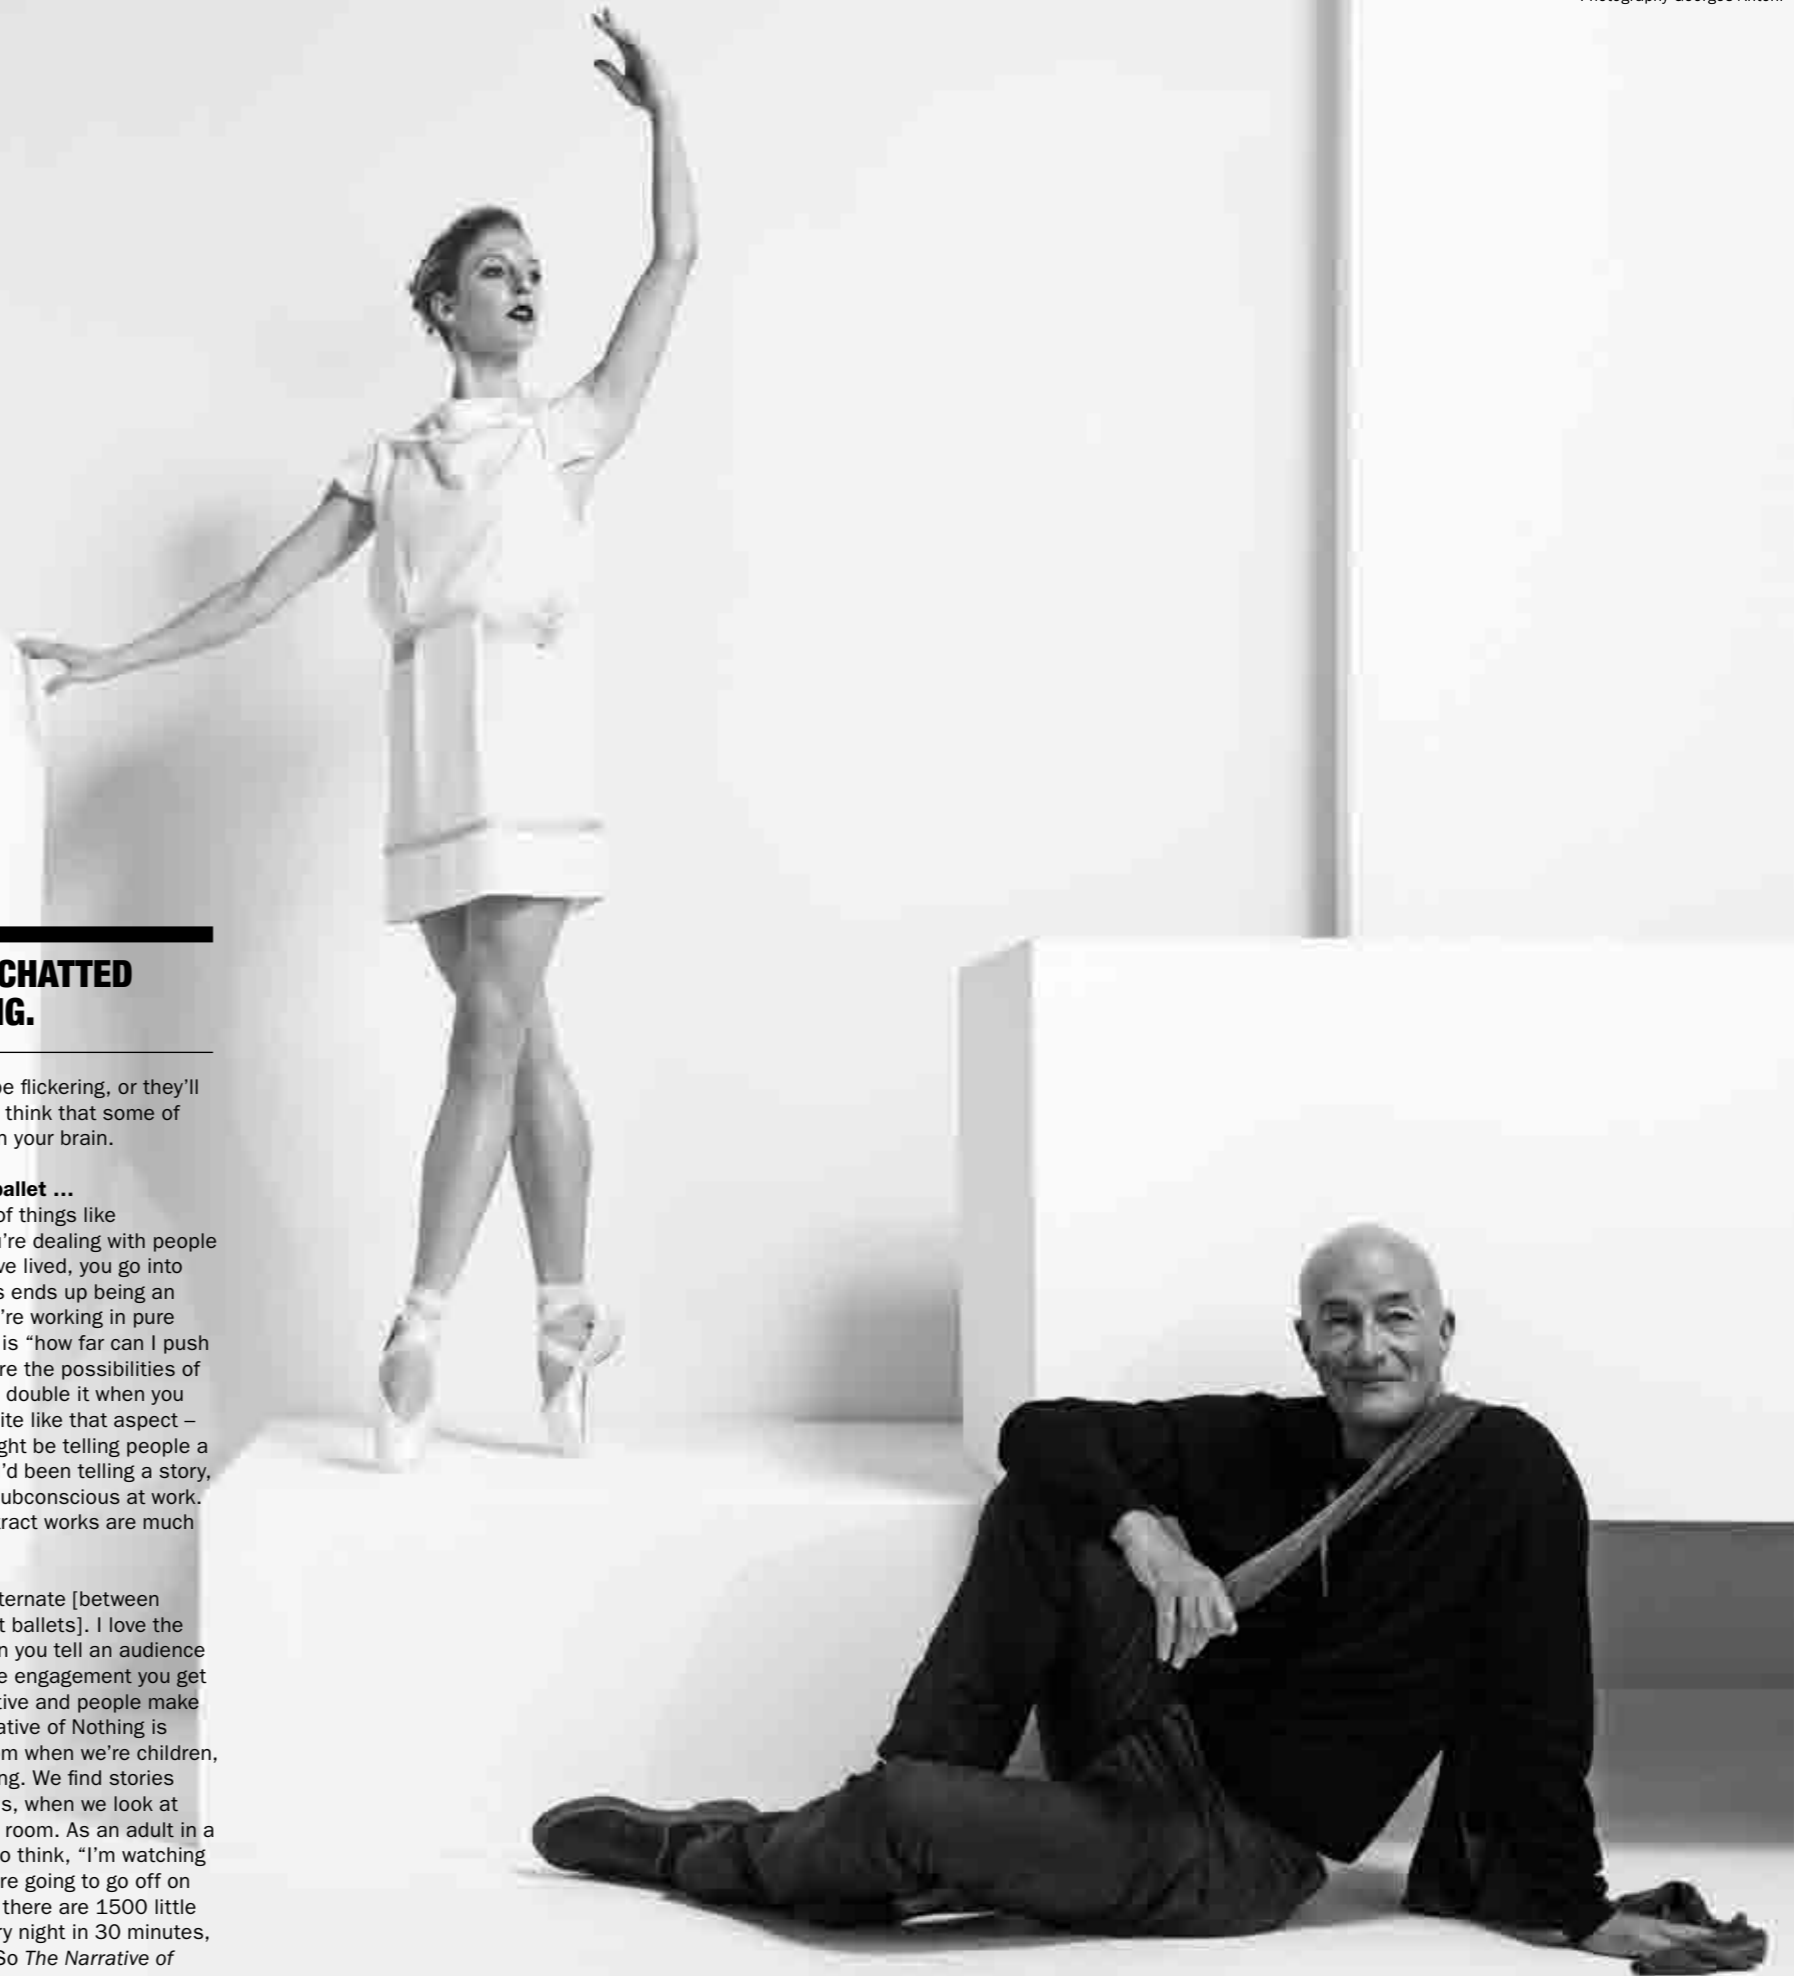 CHATTED
G.
be flickering, or they'll
think that some of
your brain.
ballet ...
of things like
're dealing with people
ve lived, you go into
s ends up being an
're working in pure
is “how far can I push
re the possibilities of
double it when you
ite like that aspect –
ght be telling people a
'd been telling a story,
ubconscious at work.
ract works are much
ternate [between
t ballets]. I love the
n you tell an audience
e engagement you get
tive and people make
ative of Nothing is
m when we're children,
ng. We find stories
s, when we look at
room. As an adult in a
o think, “I'm watching
re going to go off on
there are 1500 little
ry night in 30 minutes,
So The Narrative of